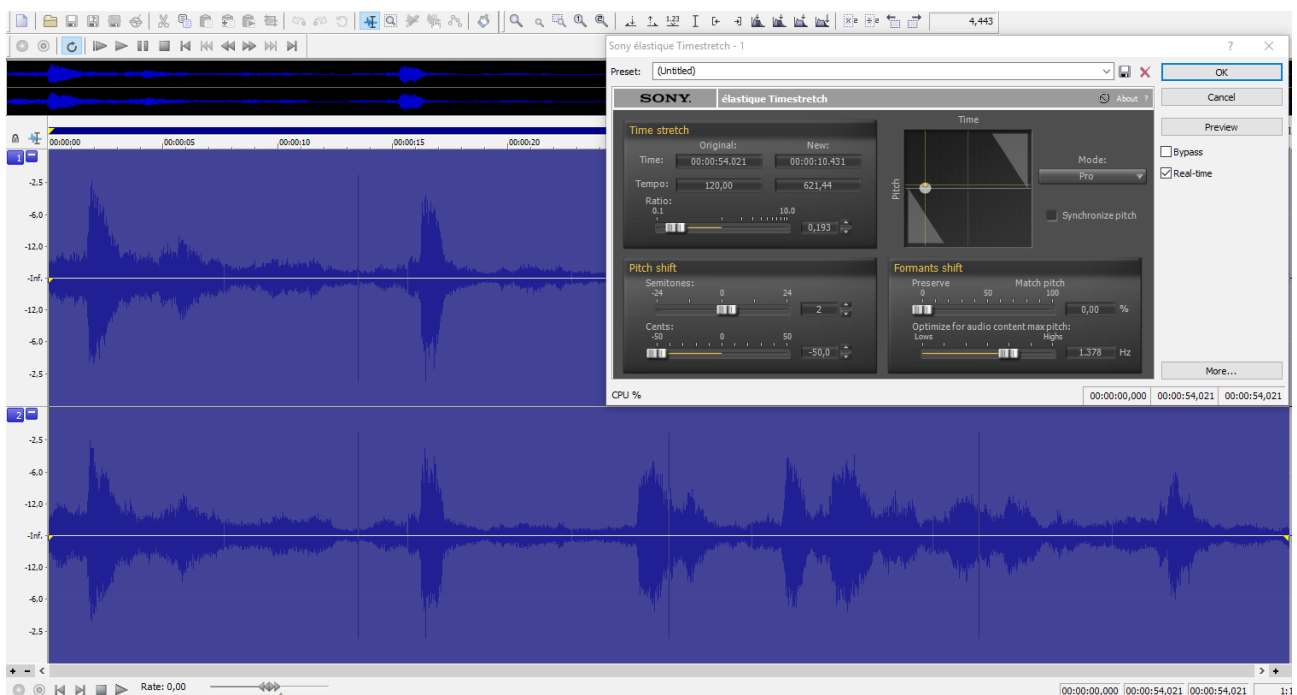 4,443
Sony élastique Timestretch - 1
?
Preset: (Untitled)
OK
SONY. élastique Timestretch About ?
Cancel
Preview
Bypass
Real-time
Time stretch
Original: New:
Time: 00:00:54.021 00:00:10.431
Tempo: 120,00 621,44
Ratio:
0.1 10.0
0,193
Time
Pitch
Mode:
Pro
Synchronize pitch
Pitch shift
Semitones:
-24 0 24
2
Cents:
-50 0 50
-50,0
Formants shift
Preserve Match pitch
0 50 100
0,00 %
Optimize for audio content max pitch:
Lows Highs
1.378 Hz
More...
CPU % 00:00:00,000 00:00:54,021 00:00:54,021
00:00:00 00:00:05 00:00:10 00:00:15 00:00:20
1
-2,5
-6,0
-12,0
-Inf.
-12,0
-6,0
-2,5
2
-2,5
-6,0
-12,0
-Inf.
-12,0
-6,0
-2,5
Rate: 0,00
00:00:00,000 00:00:54,021 00:00:54,021